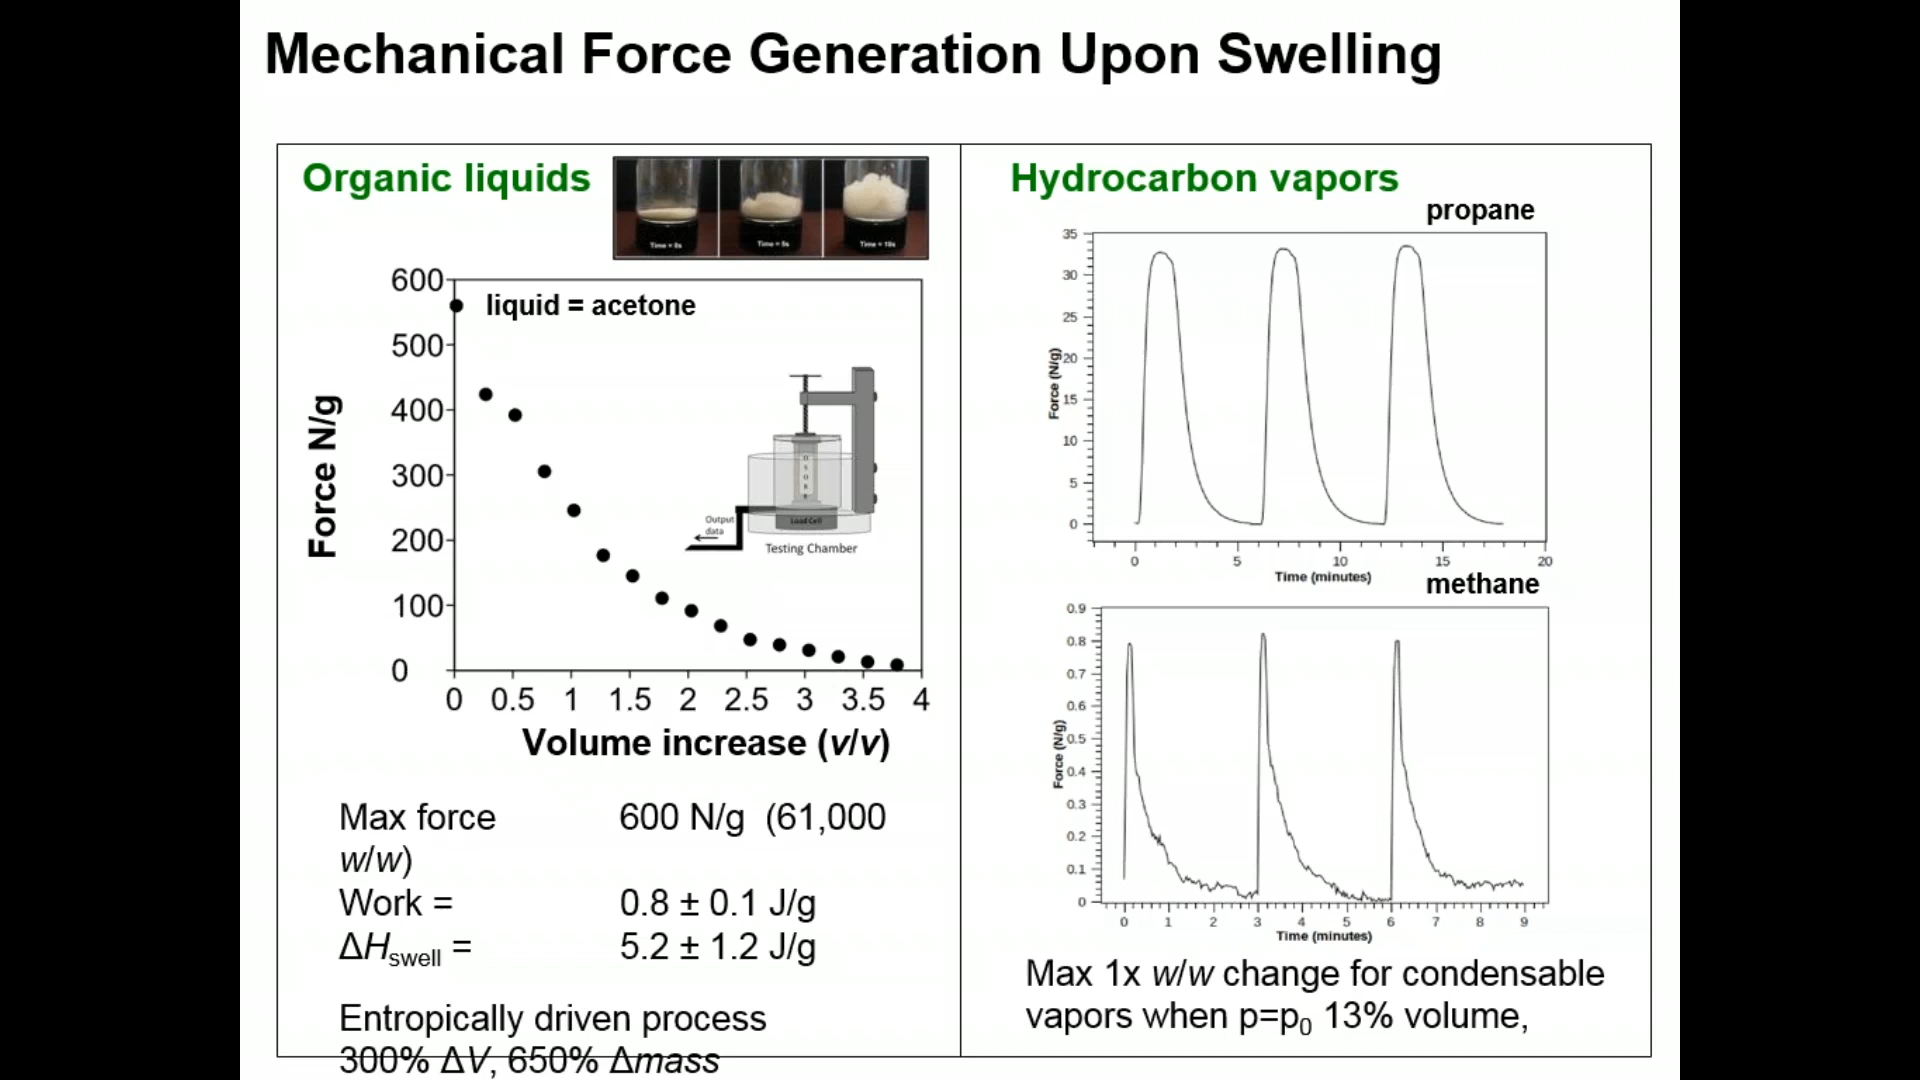 Mechanical Force Generation Upon Swelling
Organic liquids
Time = 0s
Time = 5s
Time = 15s
600
500
400
300
200
100
0
Force N/g
liquid = acetone
Output
data
Load Cell
Testing Chamber
0 0.5 1 1.5 2 2.5 3 3.5 4
Volume increase (v/v)
Max force 600 N/g (61,000
w/w)
Work = 0.8 ± 0.1 J/g
ΔHswell = 5.2 ± 1.2 J/g
Entropically driven process
300% ΔV, 650% Δmass
Hydrocarbon vapors
propane
35
30
25
20
15
10
5
0
Force (N/g)
0 5 10 15 20
Time (minutes)
methane
0.9
0.8
0.7
0.6
0.5
0.4
0.3
0.2
0.1
0
Force (N/g)
0 1 2 3 4 5 6 7 8 9
Time (minutes)
Max 1x w/w change for condensable
vapors when p=p0 13% volume,